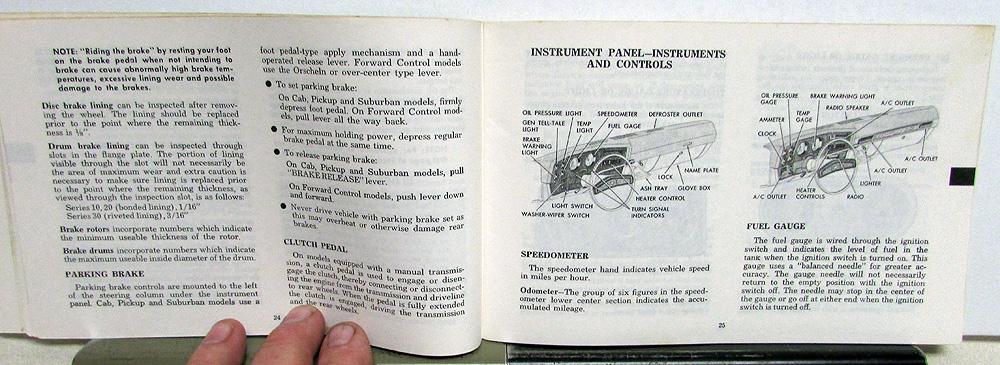 NOTE: "Riding the brake" by resting your foot
on the brake pedal when not intending to
brake can cause abnormally high brake tem-
peratures, excessive lining wear and possible
damage to the brakes.
Disc brake lining can be inspected after remov-
ing the wheel. The lining should be replaced
prior to the point where the remaining thick-
ness is 1/8".
Drum brake lining can be inspected through
slots in the flange plate. The portion of lining
visible through the slot will not necessarily be
the area of maximum wear and extra caution is
necessary to make sure lining is replaced prior
to the point where the remaining thickness, as
viewed through the inspection slot, is as follows:
Series 10, 20 (bonded lining), 1/16"
Series 30 (riveted lining), 3/16"
Brake rotors incorporate numbers which indicate
the minimum useable thickness of the rotor.
Brake drums incorporate numbers which indicate
the maximum useable inside diameter of the drum.
PARKING BRAKE
Parking brake controls are mounted to the left
of the steering column under the instrument
panel. Cab, Pickup and Suburban models use a
foot pedal-type apply mechanism and a hand-
operated release lever. Forward Control models
use the Orscheln or over-center type lever.
● To set parking brake:
On Cab, Pickup and Suburban models, firmly
depress foot pedal. On Forward Control mod-
els, pull lever all the way back.
● For maximum holding power, depress regular
brake pedal at the same time.
● To release parking brake:
On Cab, Pickup and Suburban models, pull
"BRAKE RELEASE" lever.
On Forward Control models, push lever down
and forward.
● Never drive vehicle with parking brake set as
this may overheat or otherwise damage rear
brakes.
CLUTCH PEDAL
On models equipped with a manual transmis-
sion, a clutch pedal is used to engage or disen-
gage the clutch, thereby connecting or disconnect-
ing the engine from the transmission and driveline
to rear wheels. When the pedal is fully extended
the clutch is engaged, driving the transmission
and the rear wheels.
24
INSTRUMENT PANEL—INSTRUMENTS
AND CONTROLS
OIL PRESSURE LIGHT
SPEEDOMETER
DEFROSTER OUTLET
GEN TELL-TALE
LIGHT
TEMP
LIGHT
FUEL GAGE
BRAKE
WARNING
LIGHT
NAME PLATE
LOCK
ASH TRAY
GLOVE BOX
HEATER CONTROL
LIGHT SWITCH
TURN SIGNAL
INDICATORS
WASHER-WIPER SWITCH
OIL PRESSURE
GAGE
BRAKE WARNING LIGHT
A/C OUTLET
AMMETER
TEMP
GAGE
RADIO SPEAKER
CLOCK
A/C OUTLET
A/C OUTLET
LIGHTER
A/C OUTLET
HEATER
CONTROLS
RADIO
SPEEDOMETER
The speedometer hand indicates vehicle speed
in miles per hour.
Odometer—The group of six figures in the speed-
ometer lower center section indicates the accu-
mulated mileage.
FUEL GAUGE
The fuel gauge is wired through the ignition
switch and indicates the level of fuel in the
tank when the ignition switch is turned on. This
gauge uses a "balanced needle" for greater ac-
curacy. The gauge needle will not necessarily
return to the empty position with the ignition
switch off. The needle may stop in the center of
the gauge or go off at either end when the ignition
switch is turned off.
25